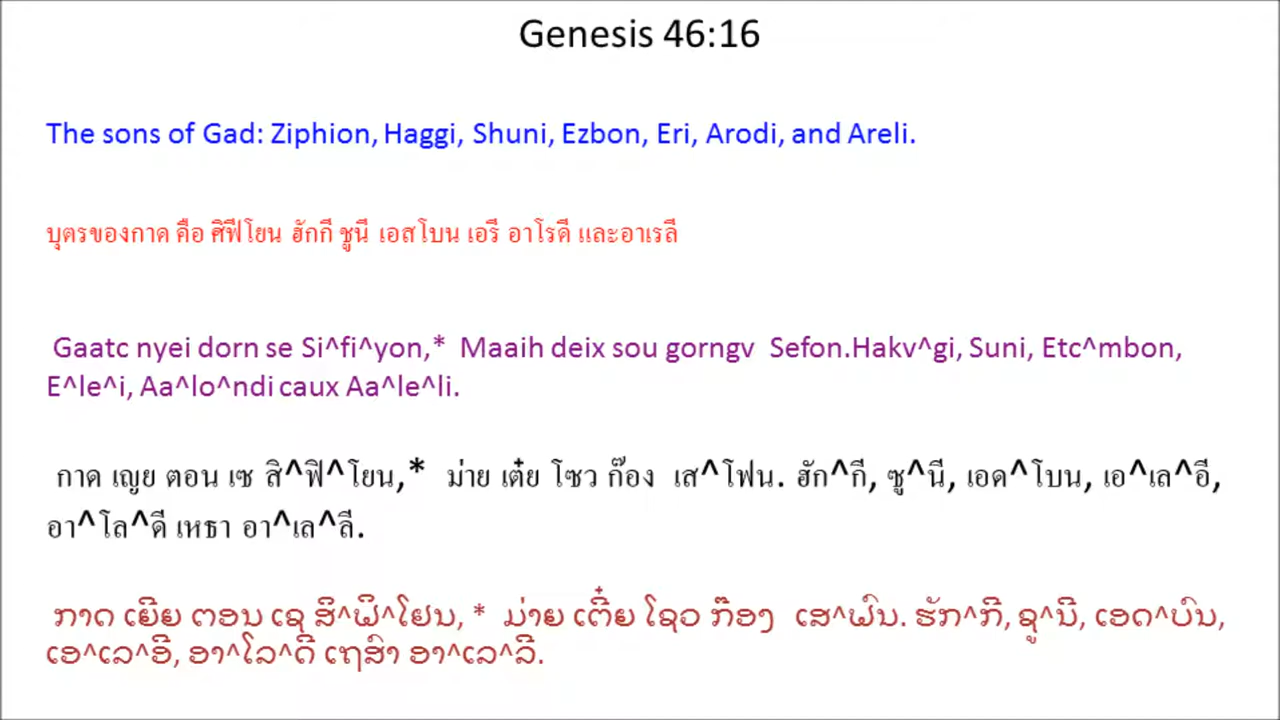 Genesis 46:16
The sons of Gad: Ziphion, Haggi, Shuni, Ezbon, Eri, Arodi, and Areli.
บุตรของกาด คือ ศิฟีโยน ฮักกี ชูนี เอสโบน เอรี อาโรดี และอาเรลี
Gaatc nyei dorn se Si^fi^yon,* Maaih deix sou gorngv Sefon.Hakv^gi, Suni, Etc^mbon,
E^le^i, Aa^lo^ndi caux Aa^le^li.
กาด เญย ตอน เซ สิ^ฟิ^โยน,* ม่าย เต๋ย โซว ก๊อง เส^โฟน. ฮัก^กี, ซู^นี, เอด^โบน, เอ^เล^อี,
อา^โล^ดี เหธา อา^เล^ลี.
ກາດ ເຍີຍ ຕອນ ເຊ ສິ^ຟິ^ໂຢນ, * ມ່າຍ ເຕີ໋ຍ ໂຊວ ກ໊ອງ ເສ^ຟົນ. ຮັກ^ກີ, ຊູ^ນີ, ເອດ^ບົນ,
ເອ^ເລ^ອີ, ອາ^ໂລ^ດີ ເຖສົາ ອາ^ເລ^ລີ.